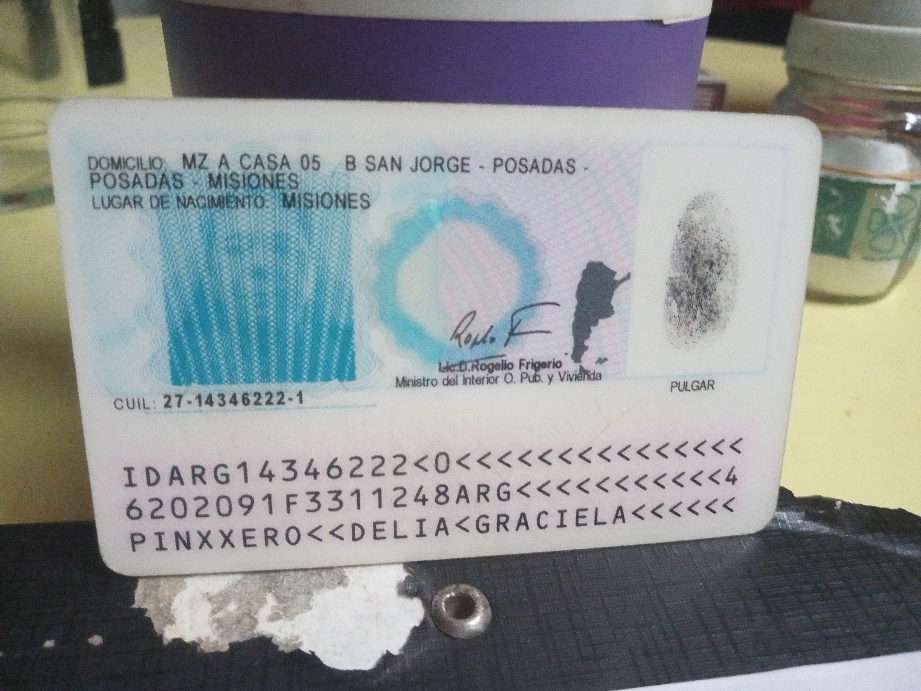 DOMICILIO: MZ A CASA 05 B SAN JORGE - POSADAS -
POSADAS - MISIONES
LUGAR DE NACIMIENTO: MISIONES
Lic.D.Rogelio Frigerio
Ministro del Interior O. Pub. y Vivienda
PULGAR
CUIL: 27-14346222-1
IDARG14346222<0<<<<<<<<<<<<<<<
6202091F3311248ARG<<<<<<<<<<<4
PINXXERO<<DELIA<GRACIELA<<<<<<